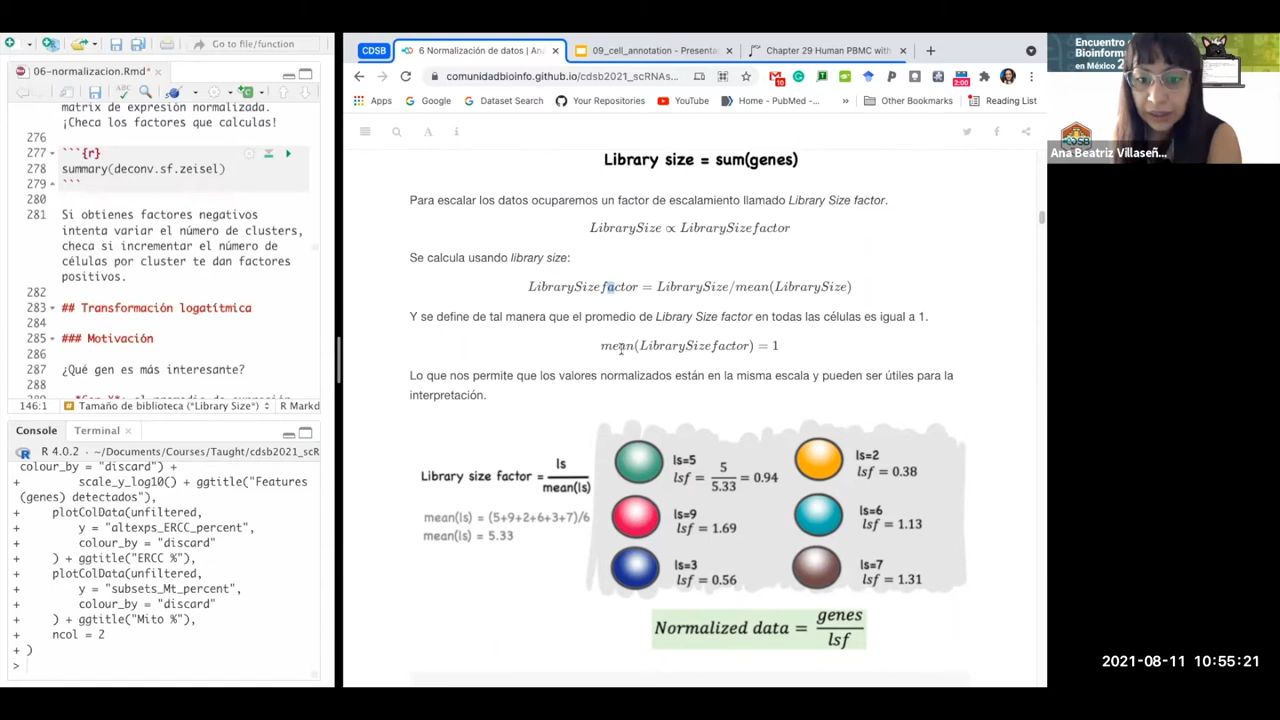 Go to file/function
06-normalizacion.Rmd*
matriz de expresión normalizada.
¡Checa los factores que calculas!
276
277 ```{r}
278 summary(deconv.sf.zeisel)
279 ```
280
281 Si obtienes factores negativos
intenta variar el número de clusters,
checa si incrementar el número de
células por cluster te dan factores
positivos.
282
283 ## Transformación logatítmica
284
285 ### Motivación
286
287 ¿Qué gen es más interesante?
288
146:1 # Tamaño de biblioteca (*Library Size*) R Markd
Console Terminal
R 4.0.2 · ~/Documents/Courses/Taught/cdsb2021_scR
colour_by = "discard") +
+ scale_y_log10() + ggtitle("Features
(genes) detectados"),
+ plotColData(unfiltered,
+ y = "altexps_ERCC_percent",
+ colour_by = "discard"
+ ) + ggtitle("ERCC %"),
+ plotColData(unfiltered,
+ y = "subsets_Mt_percent",
+ colour_by = "discard"
+ ) + ggtitle("Mito %"),
+ ncol = 2
+ )
>
CDSB
6 Normalización de datos | An
09_cell_annotation - Presenta
Chapter 29 Human PBMC with
comunidadbioinfo.github.io/cdsb2021_scRNAs...
10
2:00
Apps Google Dataset Search Your Repositories YouTube Home - PubMed -... » Other Bookmarks Reading List
Library size = sum(genes)
Para escalar los datos ocuparemos un factor de escalamiento llamado Library Size factor.
LibrarySize ∝ LibrarySizefactor
Se calcula usando library size:
LibrarySizefactor = LibrarySize/mean(LibrarySize)
Y se define de tal manera que el promedio de Library Size factor en todas las células es igual a 1.
mean(LibrarySizefactor) = 1
Lo que nos permite que los valores normalizados están en la misma escala y pueden ser útiles para la
interpretación.
Library size factor = ls / mean(ls)
mean(ls) = (5+9+2+6+3+7)/6
mean(ls) = 5.33
ls=5
lsf = 5 / 5.33 = 0.94
ls=2
lsf = 0.38
ls=9
lsf = 1.69
ls=6
lsf = 1.13
ls=3
lsf = 0.56
ls=7
lsf = 1.31
Normalized data = genes / lsf
Encuentro de
Bioinform
en México 2
CDSB
Ana Beatriz Villaseñ...
2021-08-11 10:55:21